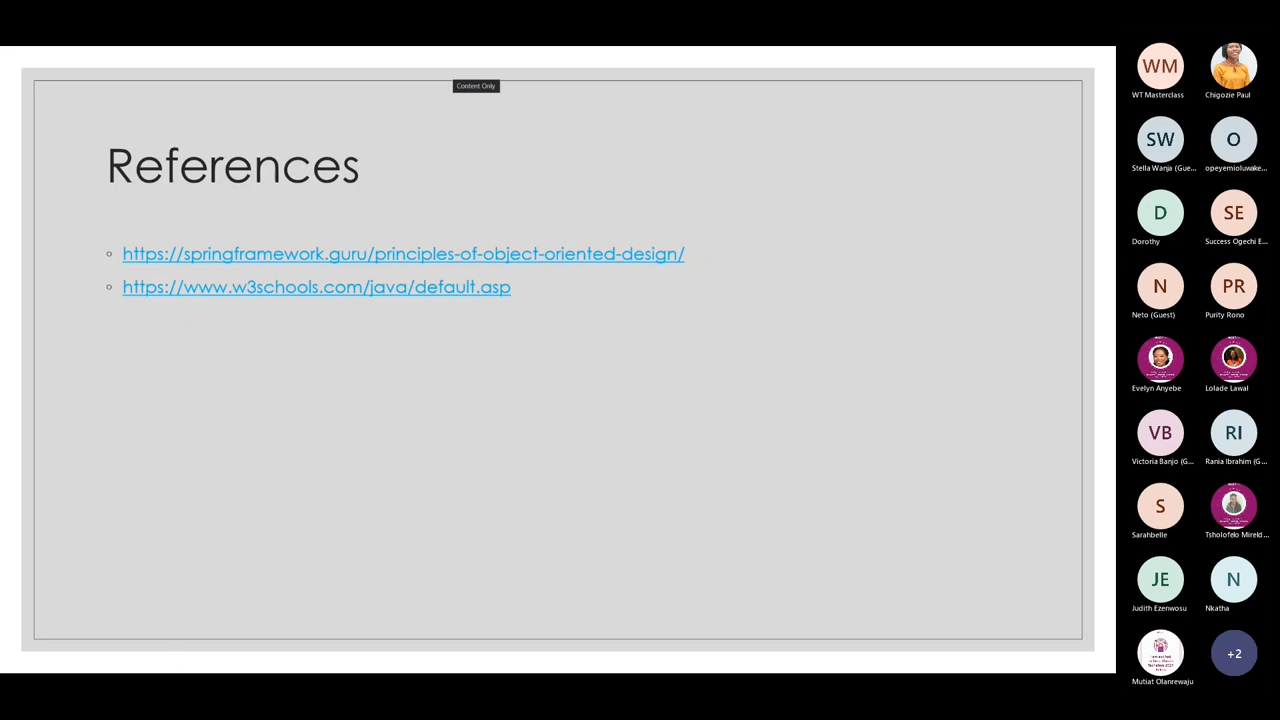 Content Only
References
https://springframework.guru/principles-of-object-oriented-design/
https://www.w3schools.com/java/default.asp
WM
WT Masterclass
Chigozie Paul
SW
Stella Wanja (Gue...
O
opeyemioluwake...
D
Dorothy
SE
Success Ogechi E...
N
Neto (Guest)
PR
Purity Rono
Evelyn Anyebe
Lolade Lawal
VB
Victoria Banjo (G...
RI
Rania Ibrahim (G...
S
Sarahbelle
Tsholofelo Mireld...
JE
Judith Ezenwosu
N
Nkatha
Mutiat Olanrewaju
+2